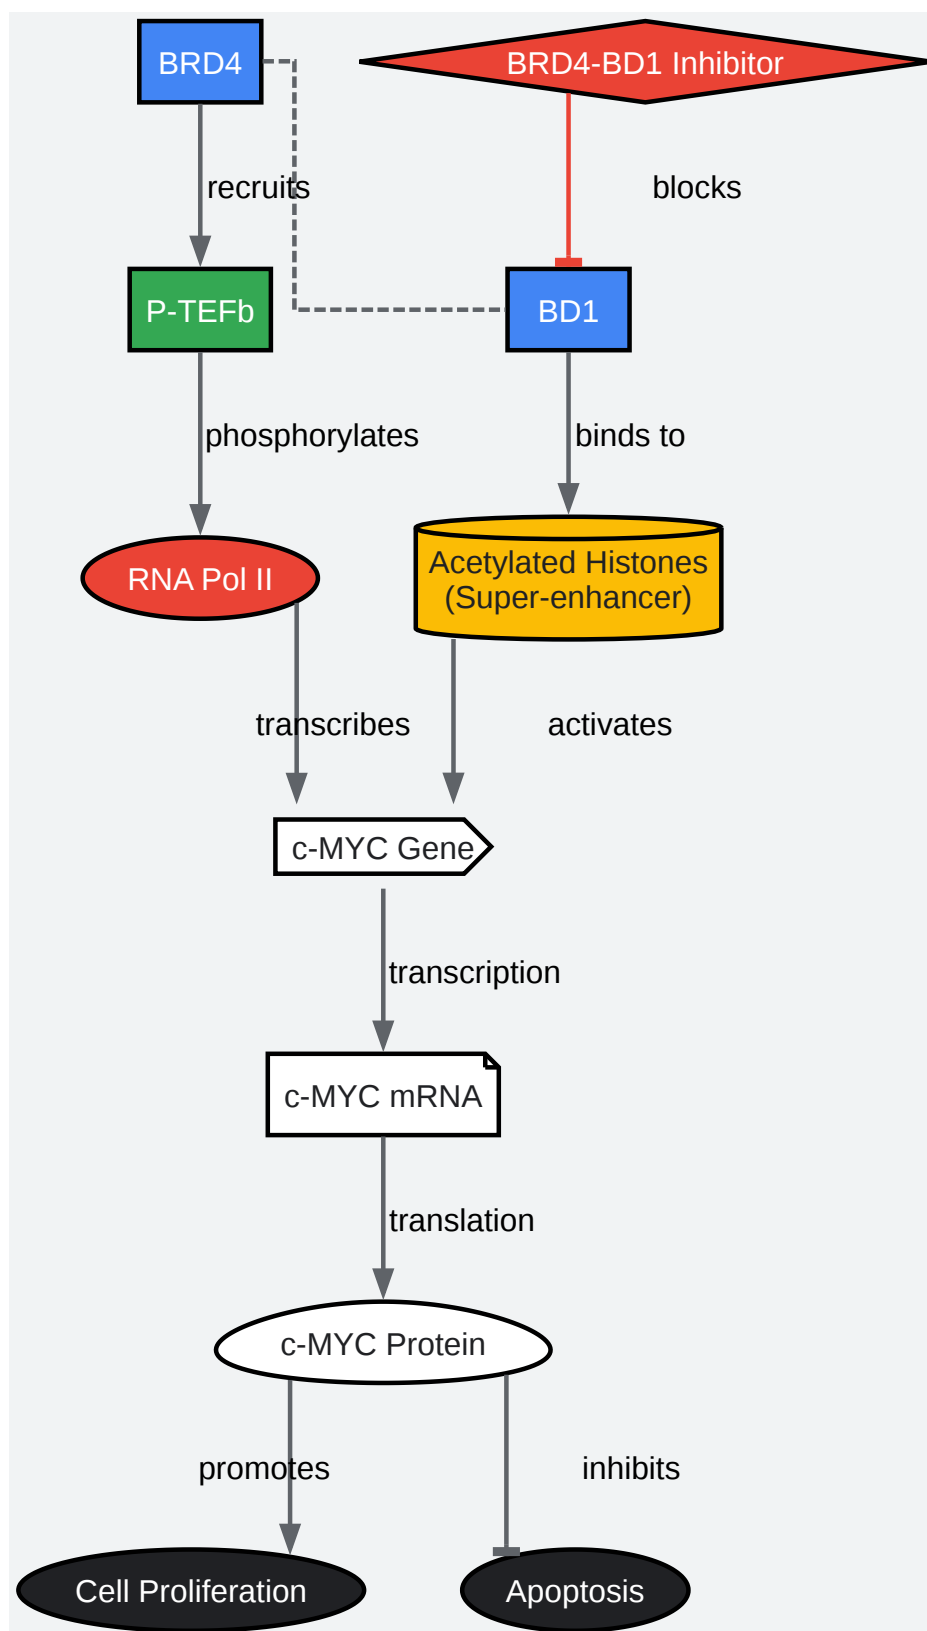 BRD4
BRD4-BD1 Inhibitor
recruits
blocks
P-TEFb
BD1
phosphorylates
binds to
RNA Pol II
Acetylated Histones
(Super-enhancer)
transcribes
activates
c-MYC Gene
transcription
c-MYC mRNA
translation
c-MYC Protein
promotes
inhibits
Cell Proliferation
Apoptosis